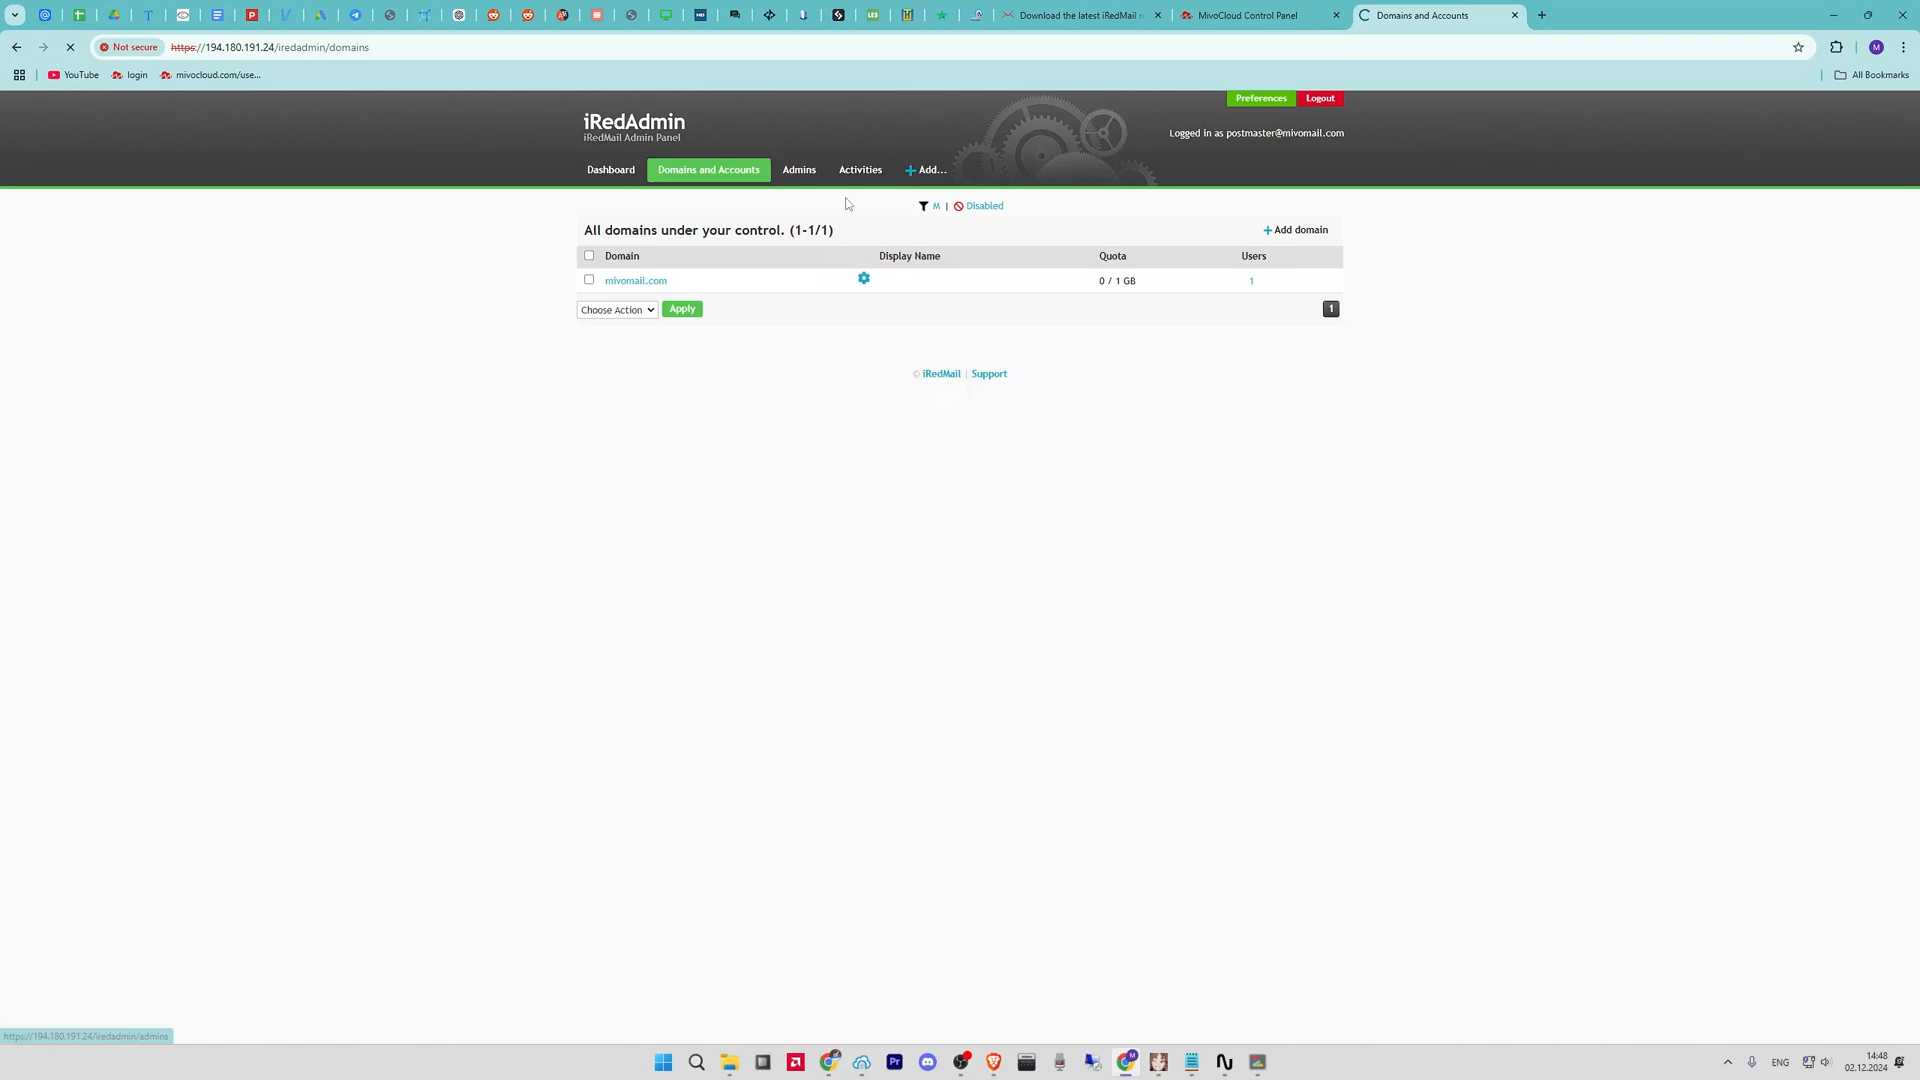 Download the latest iRedMail r
MivoCloud Control Panel
Domains and Accounts
Not secure
https://194.180.191.24/iredadmin/domains
YouTube
login
mivocloud.com/use...
All Bookmarks
Preferences
Logout
iRedAdmin
iRedMail Admin Panel
Logged in as postmaster@mivomail.com
Dashboard
Domains and Accounts
Admins
Activities
Add...
M | Disabled
All domains under your control. (1-1/1)
Add domain
Domain
Display Name
Quota
Users
mivomail.com
0 / 1 GB
1
Choose Action
Apply
1
© iRedMail | Support
https://194.180.191.24/iredadmin/admins
ENG
14:48
02.12.2024